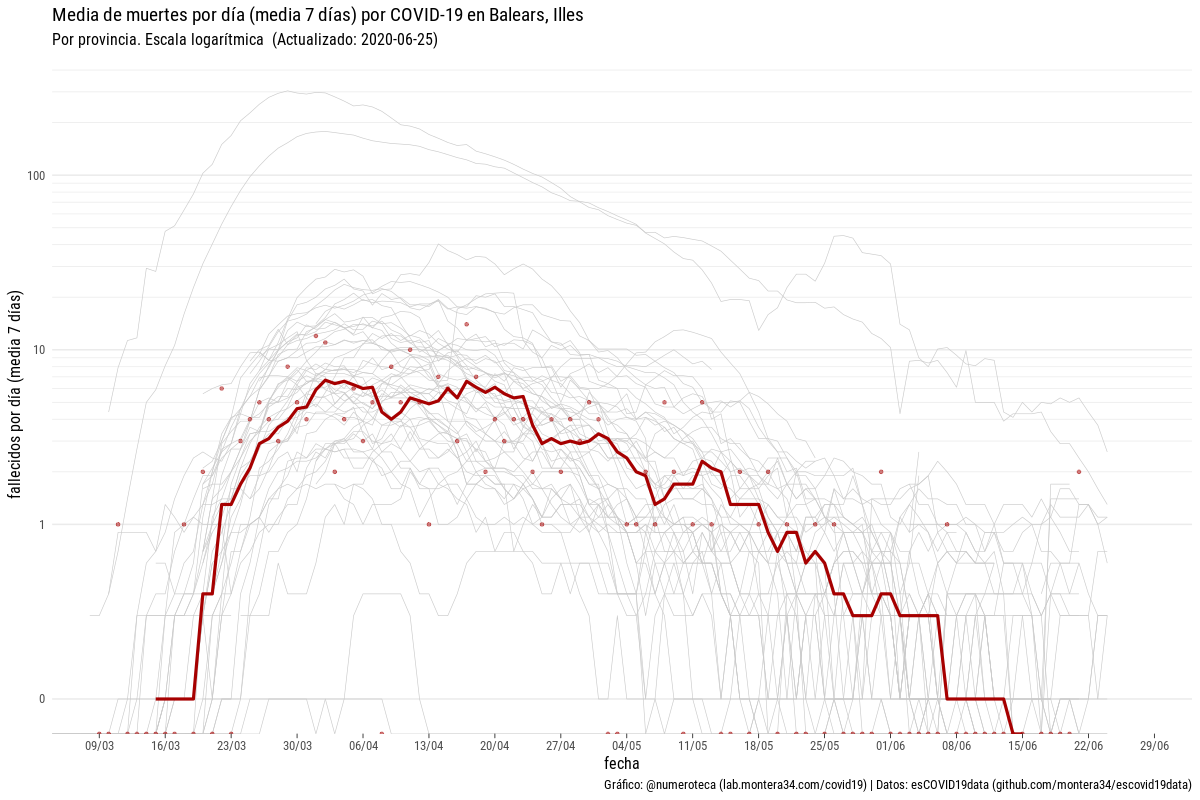 Media de muertes por día (media 7 días) por COVID-19 en Balears, Illes
Por provincia. Escala logarítmica  (Actualizado: 2020-06-25)
fallecidos por día (media 7 días)
100
10
1
0
09/03 16/03 23/03 30/03 06/04 13/04 20/04 27/04 04/05 11/05 18/05 25/05 01/06 08/06 15/06 22/06 29/06
fecha
Gráfico: @numeroteca (lab.montera34.com/covid19) | Datos: esCOVID19data (github.com/montera34/escovid19data)